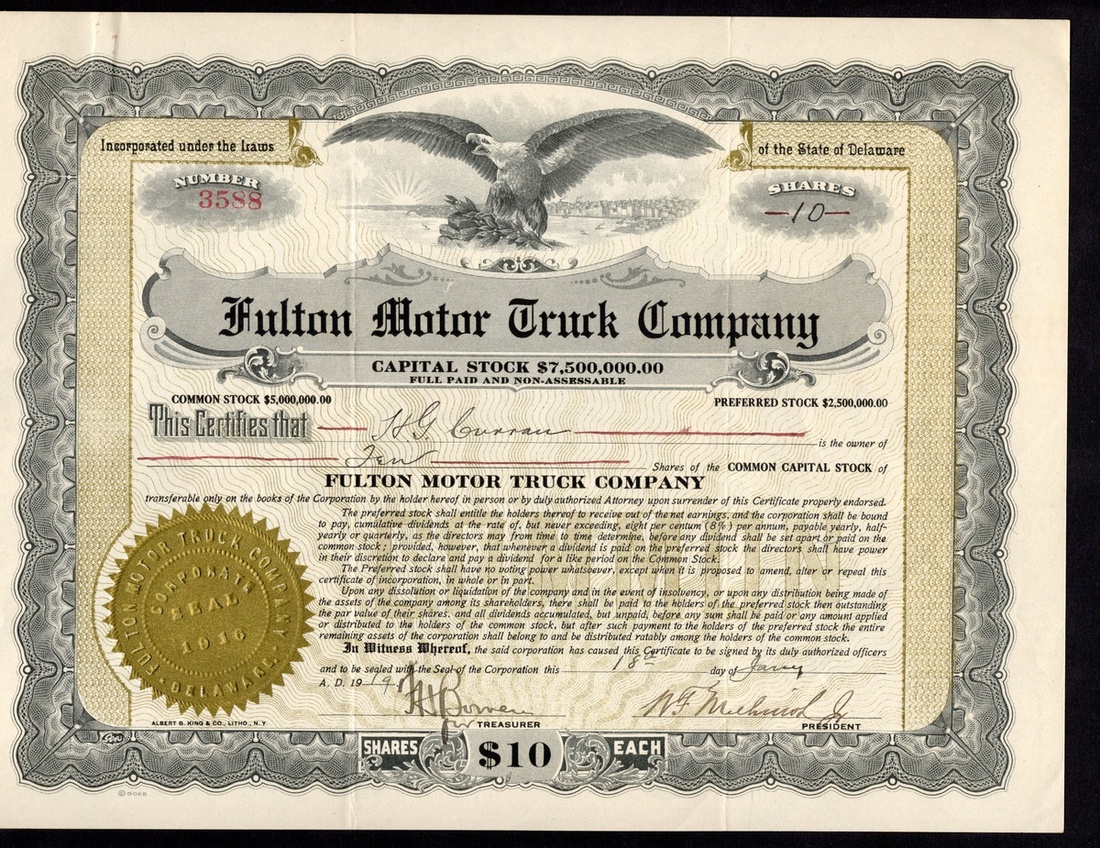 Incorporated under the Laws
of the State of Delaware
NUMBER
3588
SHARES
10
Fulton Motor Truck Company
CAPITAL STOCK $7,500,000.00
FULL PAID AND NON-ASSESSABLE
COMMON STOCK $5,000,000.00
PREFERRED STOCK $2,500,000.00
This Certifies that H G. Curran is the owner of
Ten Shares of the COMMON CAPITAL STOCK of
FULTON MOTOR TRUCK COMPANY
transferable only on the books of the Corporation by the holder hereof in person or by duly authorized Attorney upon surrender of this Certificate properly endorsed.
The preferred stock shall entitle the holders thereof to receive out of the net earnings, and the corporation shall be bound
to pay, cumulative dividends at the rate of, but never exceeding, eight per centum (8%) per annum, payable yearly, half-
yearly or quarterly, as the directors may from time to time determine, before any dividend shall be set apart or paid on the
common stock; provided, however, that whenever a dividend is paid on the preferred stock the directors shall have power
in their discretion to declare and pay a dividend for a like period on the Common Stock.
The Preferred stock shall have no voting power whatsoever, except when it is proposed to amend, alter or repeal this
certificate of incorporation, in whole or in part.
Upon any dissolution or liquidation of the company and in the event of insolvency, or upon any distribution being made of
the assets of the company among its shareholders, there shall be paid to the holders of the preferred stock then outstanding
the par value of their shares, and all dividends accumulated, but unpaid, before any sum shall be paid or any amount applied
or distributed to the holders of the common stock, but after such payment to the holders of the preferred stock the entire
remaining assets of the corporation shall belong to and be distributed ratably among the holders of the common stock.
In Witness Whereof, the said corporation has caused this Certificate to be signed by its duly authorized officers
and to be sealed with the Seal of the Corporation this 18th day of Jany
A. D. 1919
FULTON MOTOR TRUCK COMPANY
CORPORATE
SEAL
1916
DELAWARE
Bowen
TREASURER
PRESIDENT
ALBERT B. KING & CO., LITHO., N. Y.
SHARES $10 EACH
Goes
© GOES